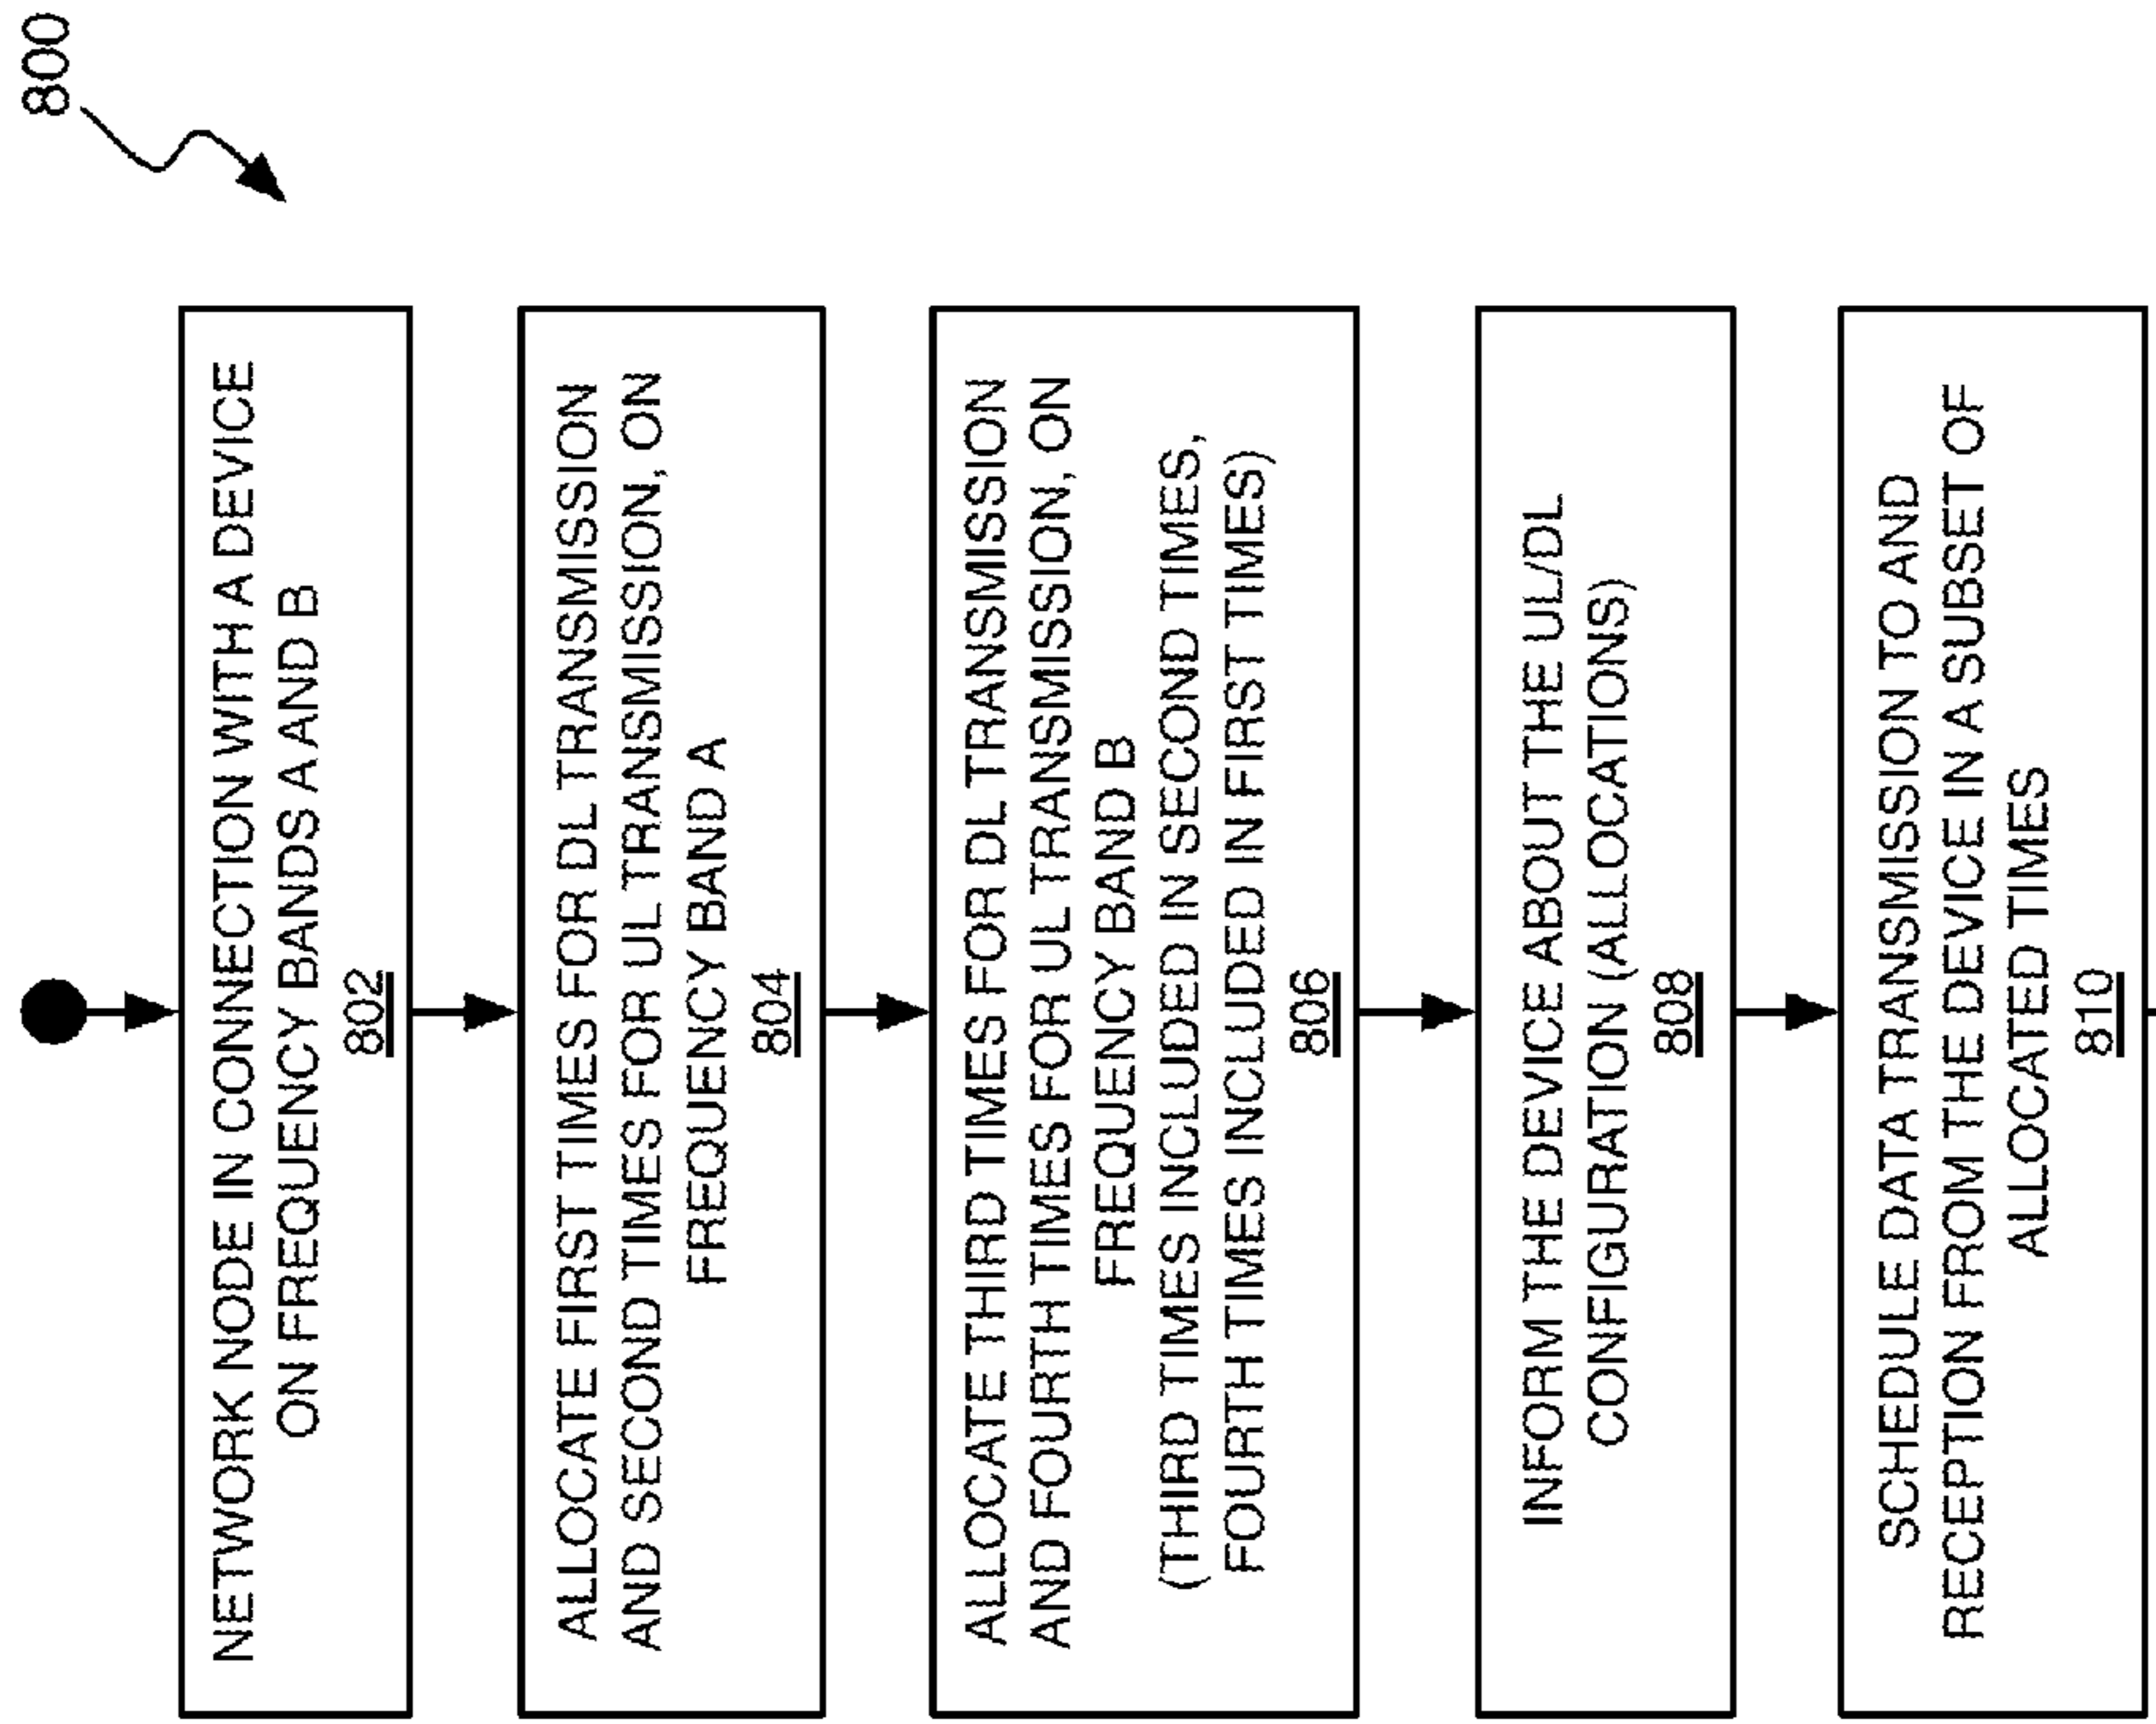 800
NETWORK NODE IN CONNECTION WITH A DEVICE
ON FREQUENCY BANDS A AND B
802
ALLOCATE FIRST TIMES FOR DL TRANSMISSION
AND SECOND TIMES FOR UL TRANSMISSION, ON
FREQUENCY BAND A
804
ALLOCATE THIRD TIMES FOR DL TRANSMISSION
AND FOURTH TIMES FOR UL TRANSMISSION, ON
FREQUENCY BAND B
(THIRD TIMES INCLUDED IN SECOND TIMES,
FOURTH TIMES INCLUDED IN FIRST TIMES)
806
INFORM THE DEVICE ABOUT THE UL/DL
CONFIGURATION (ALLOCATIONS)
808
SCHEDULE DATA TRANSMISSION TO AND
RECEPTION FROM THE DEVICE IN A SUBSET OF
ALLOCATED TIMES
810